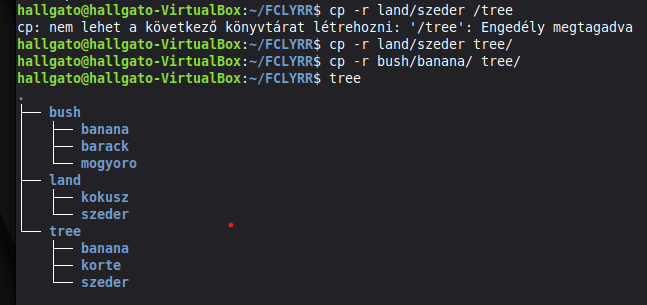 hallgato@hallgato-VirtualBox:~/FCLYRR$ cp -r land/szeder /tree
cp: nem lehet a következő könyvtárat létrehozni: '/tree': Engedély megtagadva
hallgato@hallgato-VirtualBox:~/FCLYRR$ cp -r land/szeder tree/
hallgato@hallgato-VirtualBox:~/FCLYRR$ cp -r bush/banana/ tree/
hallgato@hallgato-VirtualBox:~/FCLYRR$ tree
.
├── bush
│   ├── banana
│   ├── barack
│   └── mogyoro
├── land
│   ├── kokusz
│   └── szeder
└── tree
    ├── banana
    ├── korte
    └── szeder